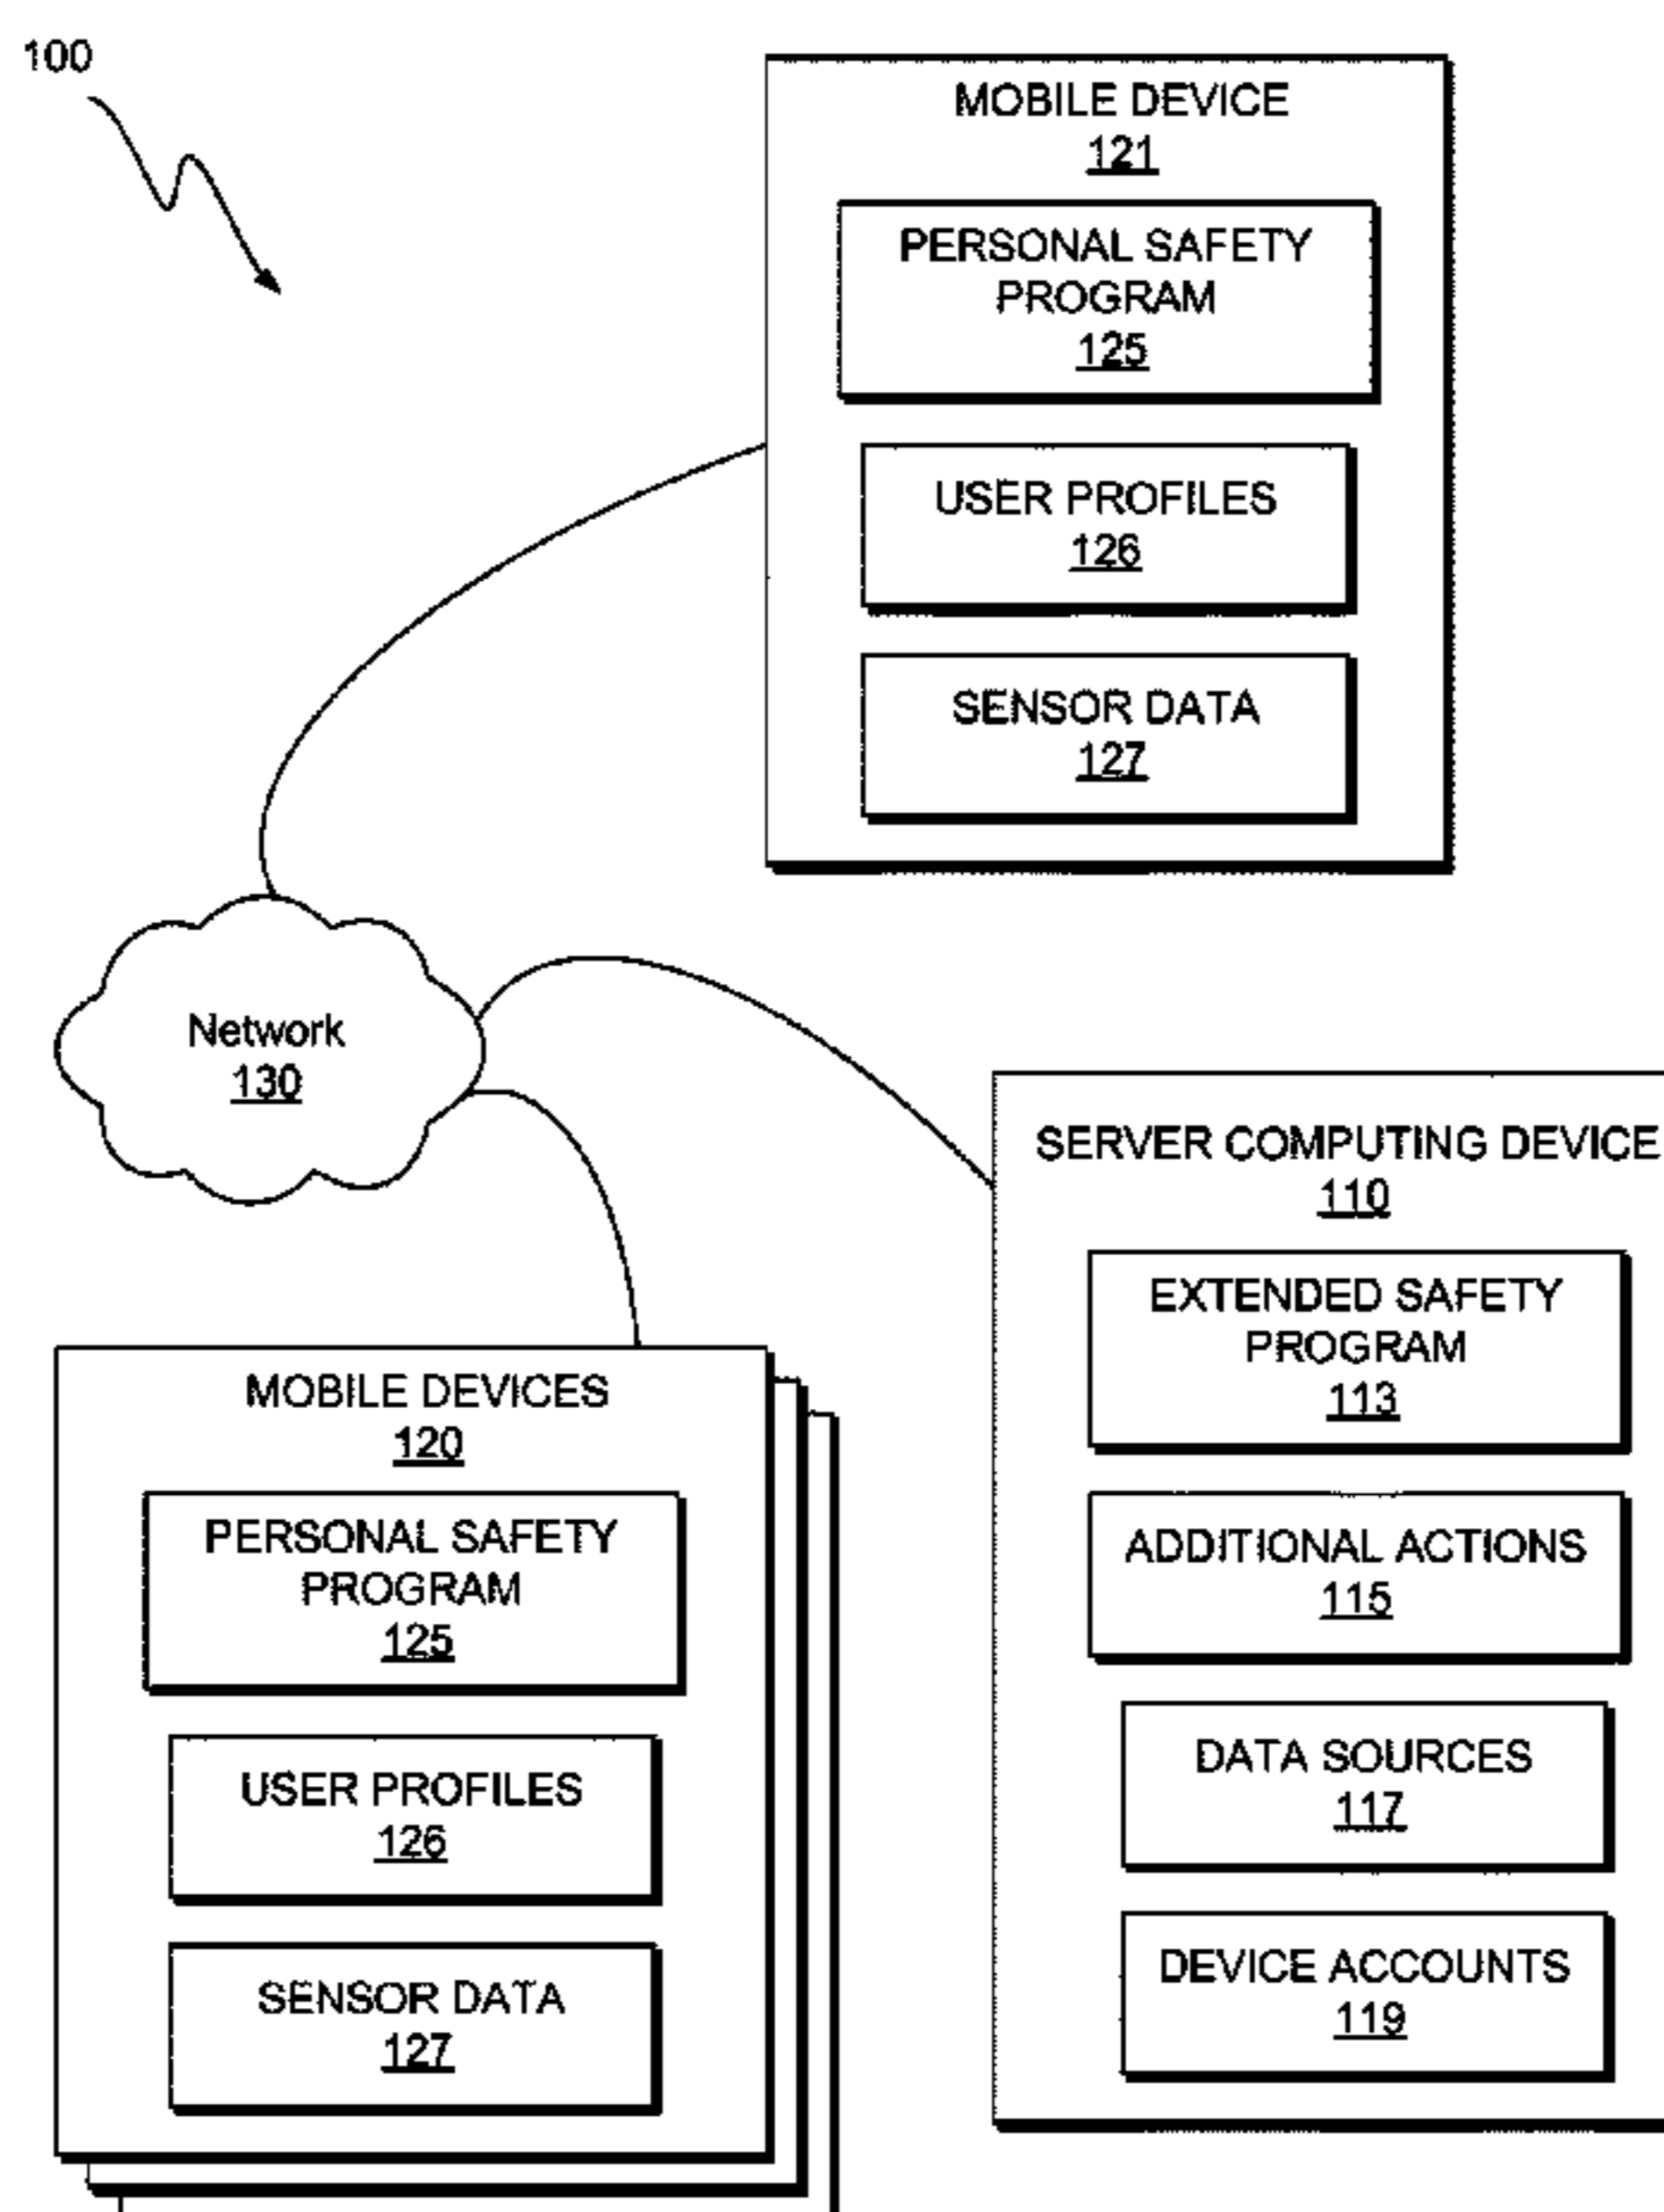 100
MOBILE DEVICE
121
PERSONAL SAFETY
PROGRAM
125
USER PROFILES
126
SENSOR DATA
127
Network
130
SERVER COMPUTING DEVICE
110
EXTENDED SAFETY
PROGRAM
113
ADDITIONAL ACTIONS
115
DATA SOURCES
117
DEVICE ACCOUNTS
119
MOBILE DEVICES
120
PERSONAL SAFETY
PROGRAM
125
USER PROFILES
126
SENSOR DATA
127